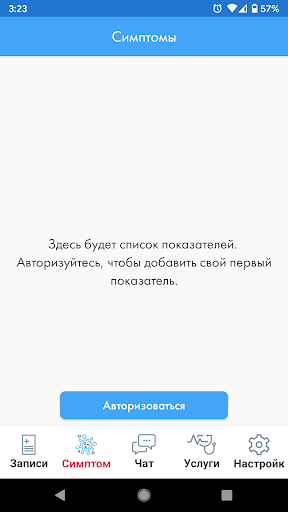 3:23
57%
Симптомы
Здесь будет список показателей.
Авторизуйтесь, чтобы добавить свой первый
показатель.
Авторизоваться
Записи
Симптом
Чат
Услуги
Настройк